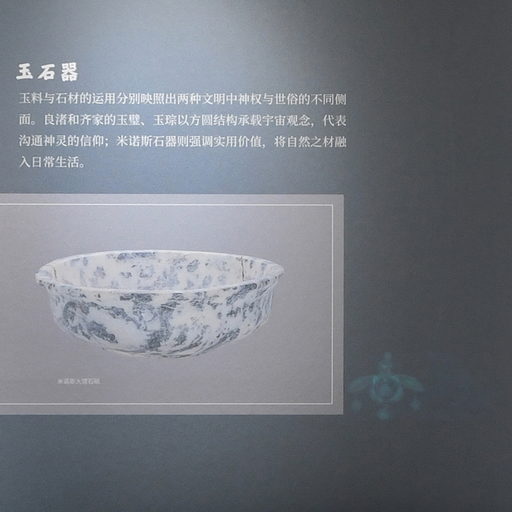 玉石器
玉料与石材的运用分别映照出两种文明中神权与世俗的不同侧
面。良渚和齐家的玉璧、玉琮以方圆结构承载宇宙观念，代表
沟通神灵的信仰；米诺斯石器则强调实用价值，将自然之材融
入日常生活。
米诺斯大理石碗